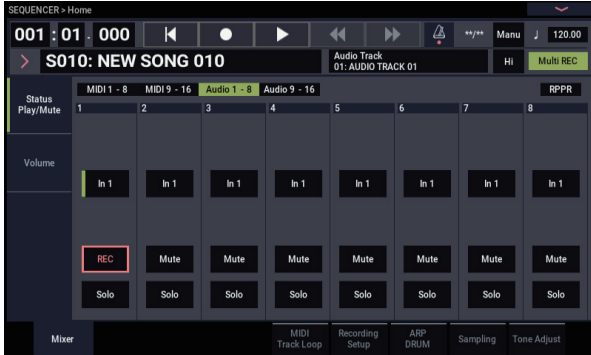 SEQUENCER > Home
001 : 01 . 000 **/** Manu ♩ 120.00
> S010: NEW SONG 010 Audio Track
01: AUDIO TRACK 01 Hi Multi REC
Status
Play/Mute
MIDI 1 - 8 MIDI 9 - 16 Audio 1 - 8 Audio 9 - 16 RPPR
1 2 3 4 5 6 7 8
Volume
In 1 In 1 In 1 In 1 In 1 In 1 In 1 In 1
REC Mute Mute Mute Mute Mute Mute Mute
Solo Solo Solo Solo Solo Solo Solo Solo
Mixer
MIDI
Track Loop
Recording
Setup
ARP
DRUM
Sampling
Tone Adjust